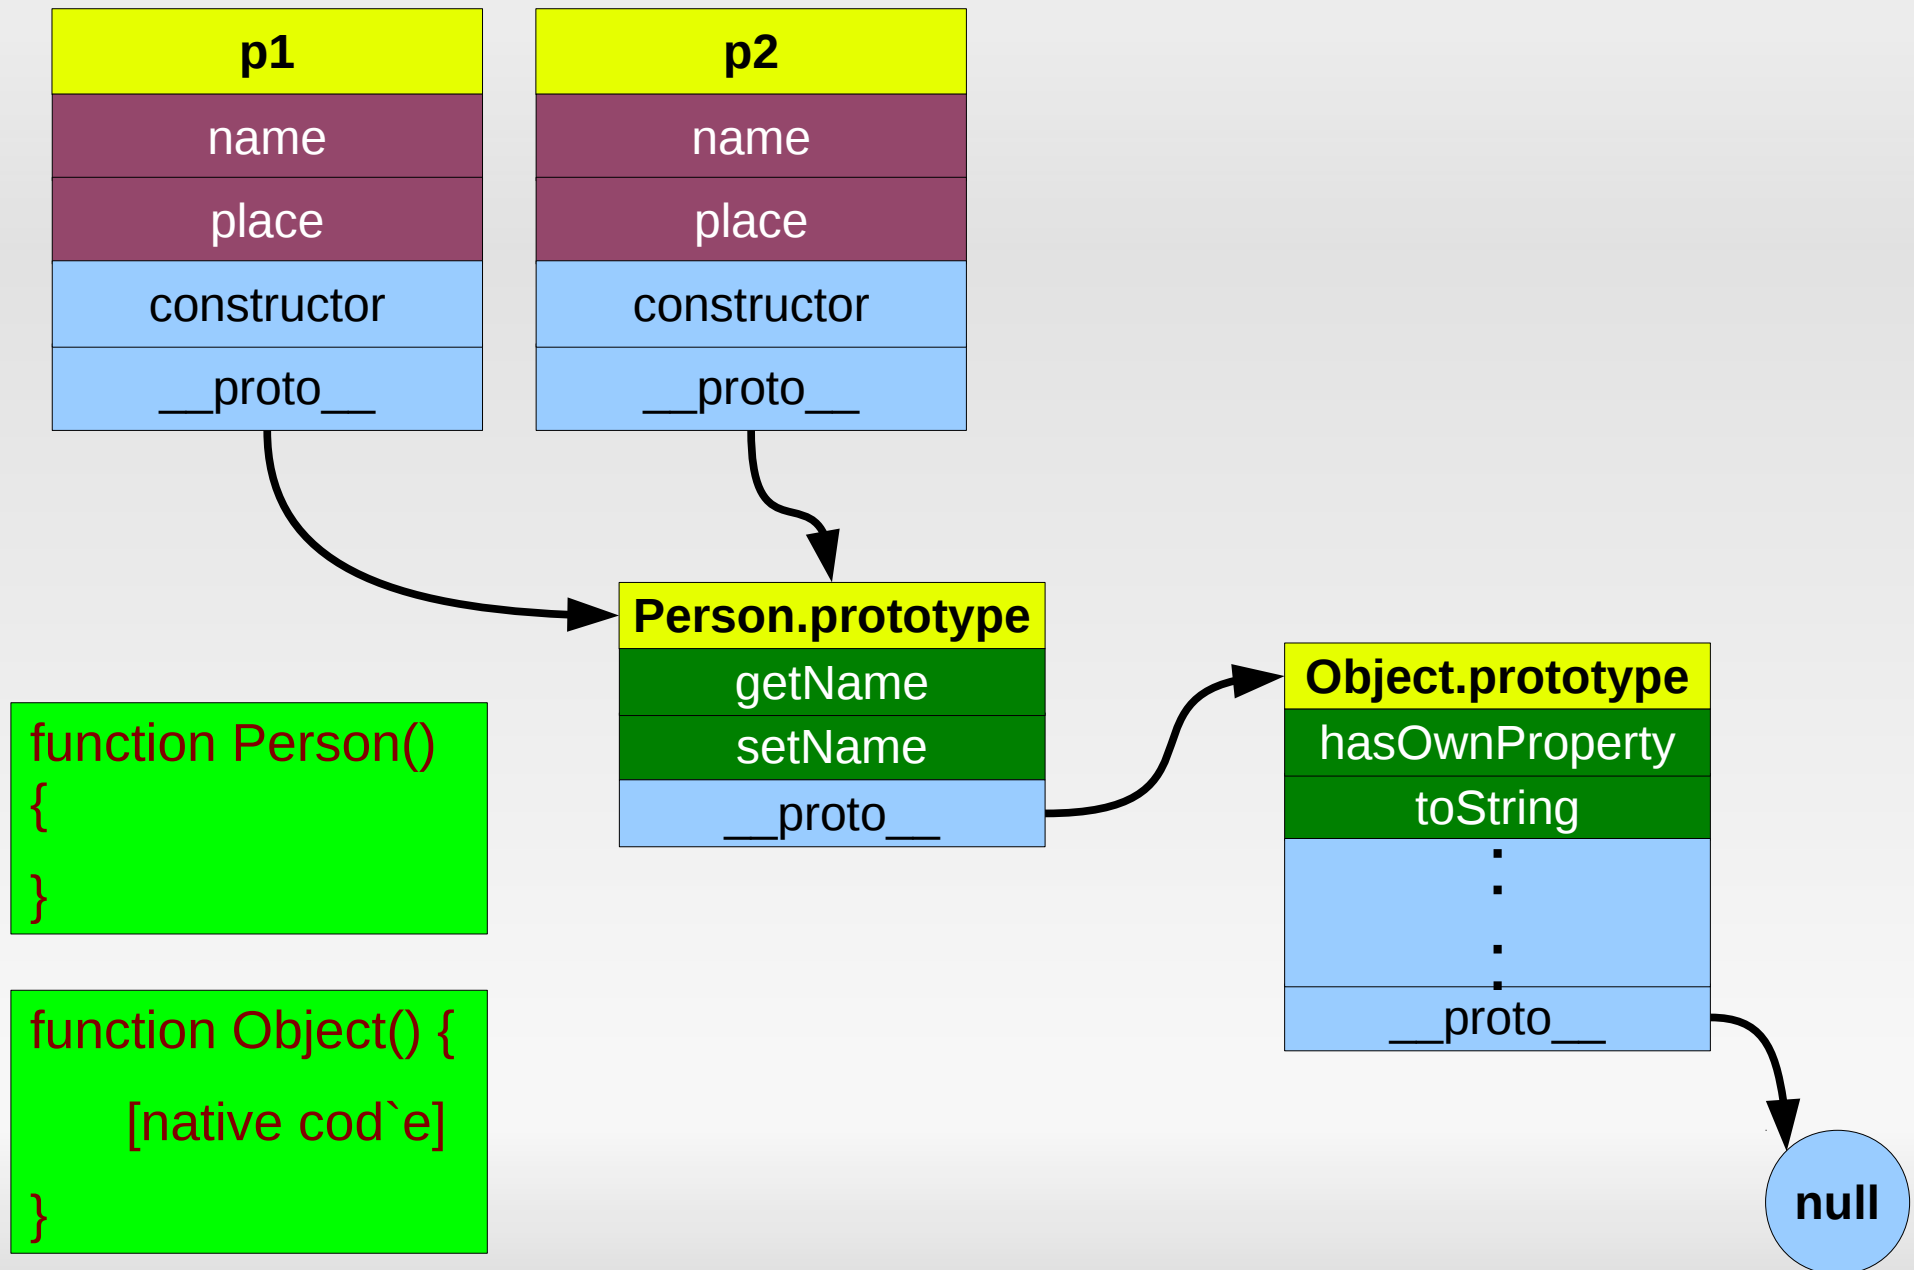 p1
name
place
constructor
__proto__
p2
name
place
constructor
__proto__
Person.prototype
getName
setName
__proto__
Object.prototype
hasOwnProperty
toString
.
.
.
.
__proto__
null
function Person()
{
}
function Object() {
[native cod`e]
}